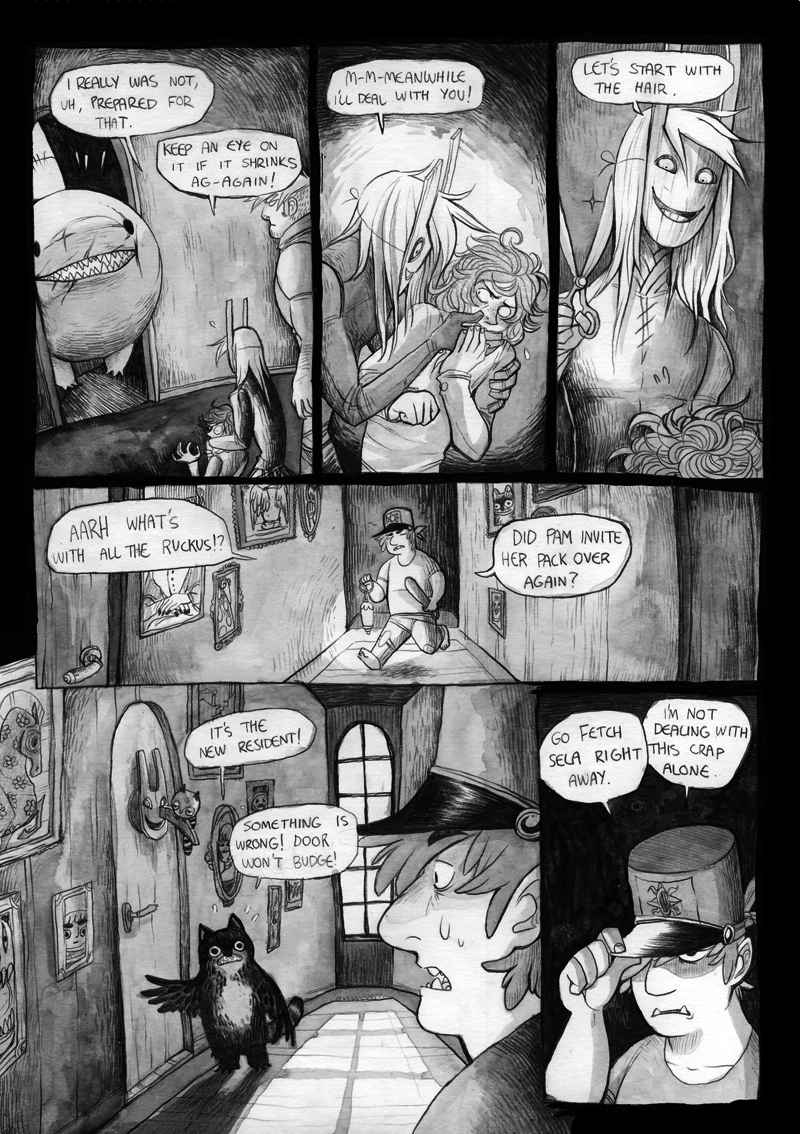 I REALLY WAS NOT,
UH, PREPARED FOR
THAT.
KEEP AN EYE ON
IT IF IT SHRINKS
AG-AGAIN!
M-M-MEANWHILE
I'LL DEAL WITH YOU!
LET'S START WITH
THE HAIR.
AARH WHAT'S
WITH ALL THE RUCKUS!?
DID PAM INVITE
HER PACK OVER
AGAIN?
IT'S THE
NEW RESIDENT!
SOMETHING IS
WRONG! DOOR
WON'T BUDGE!
GO FETCH
SELA RIGHT
AWAY.
I'M NOT
DEALING WITH
THIS CRAP
ALONE.